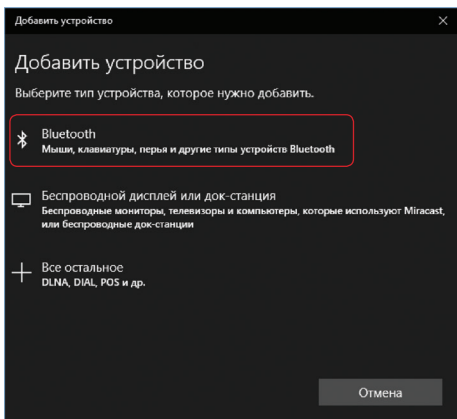 Добавить устройство
Добавить устройство
Выберите тип устройства, которое нужно добавить.
Bluetooth
Мыши, клавиатуры, перья и другие типы устройств Bluetooth
Беспроводной дисплей или док-станция
Беспроводные мониторы, телевизоры и компьютеры, которые используют Miracast,
или беспроводные док-станции
Все остальное
DLNA, DIAL, POS и др.
Отмена